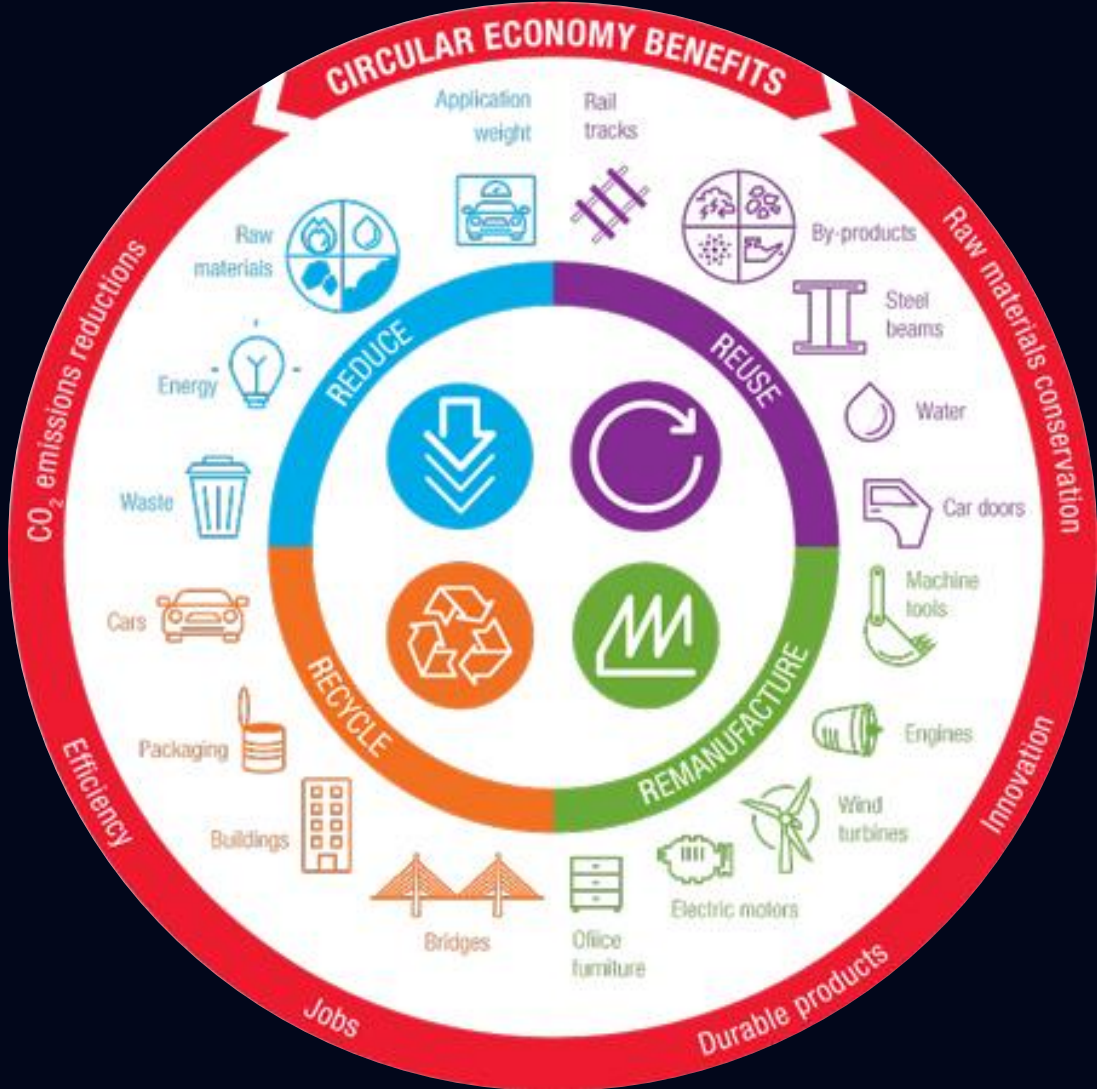 CIRCULAR ECONOMY BENEFITS
Application
weight
Rail
tracks
Raw
materials
By-products
Steel
beams
Energy
Water
Waste
Car doors
Cars
Machine
tools
Packaging
Engines
Buildings
Wind
turbines
Bridges
Electric motors
Office
furniture
REDUCE
REUSE
RECYCLE
REMANUFACTURE
CO₂ emissions reductions
Raw materials conservation
Efficiency
Innovation
Jobs
Durable products